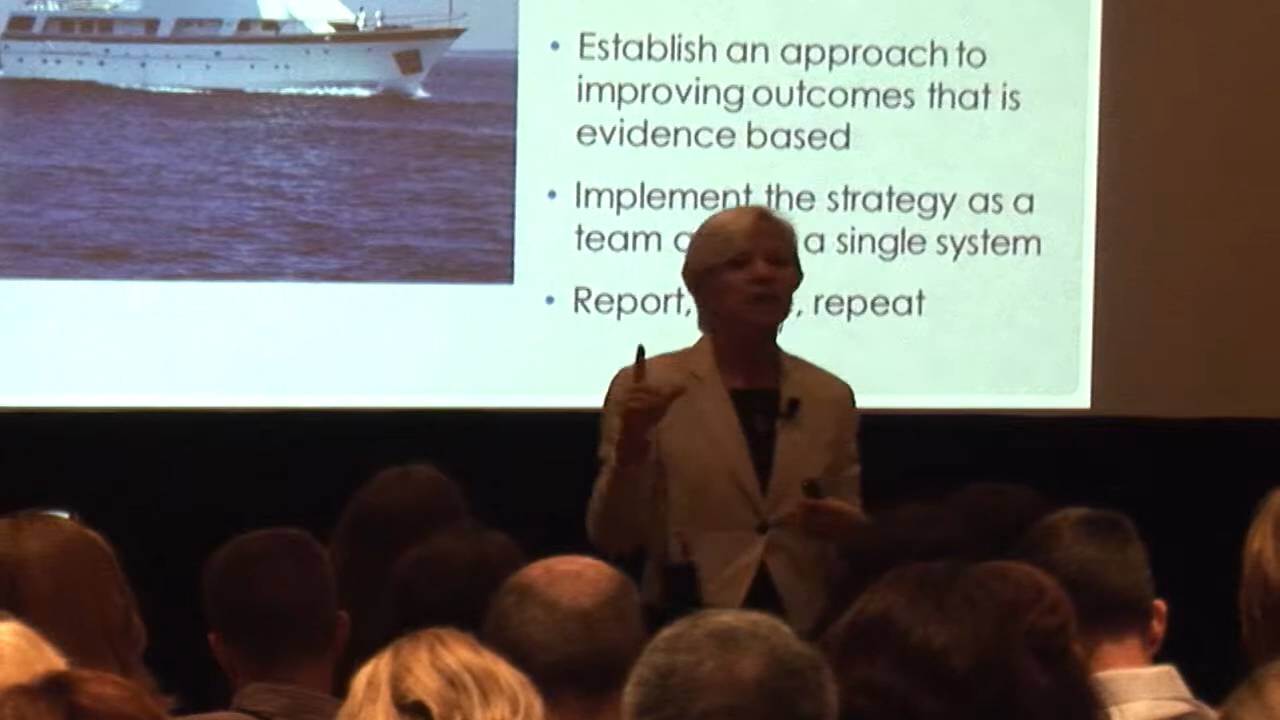 • Establish an approach to
improving outcomes that is
evidence based
• Implement the strategy as a
team a single system
• Report, , repeat